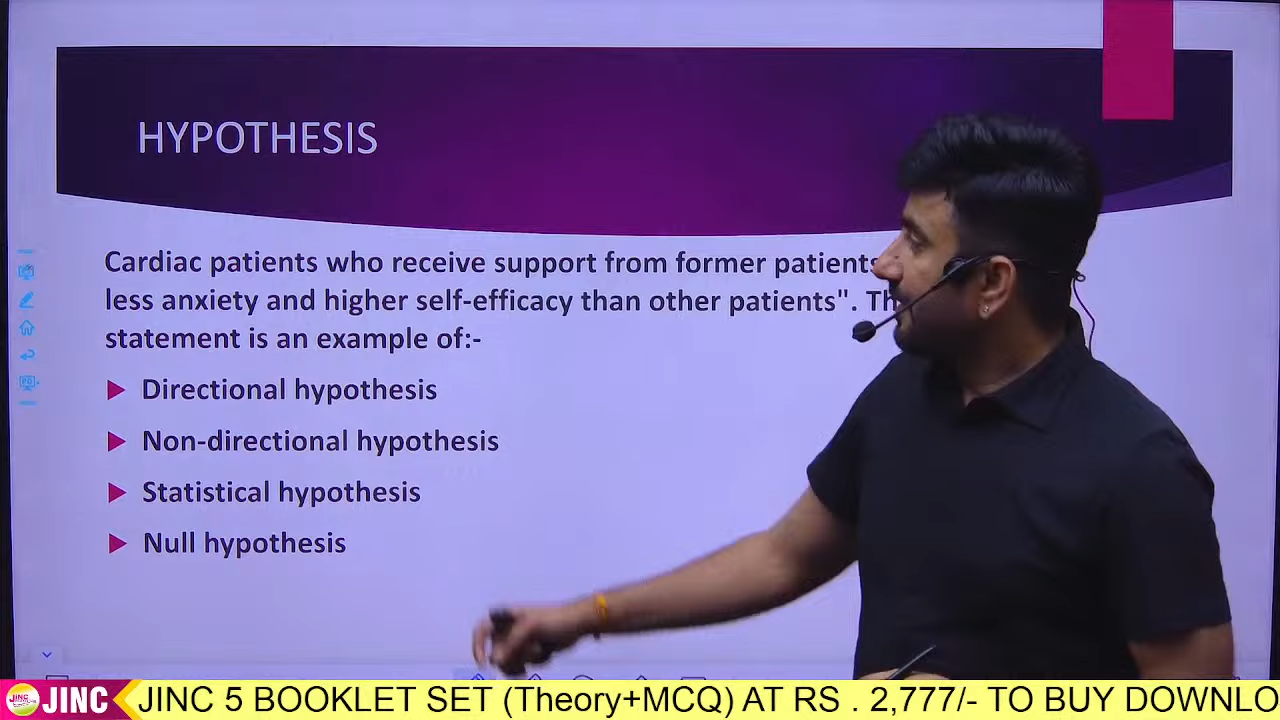 HYPOTHESIS
Cardiac patients who receive support from former patients
less anxiety and higher self-efficacy than other patients". Th
statement is an example of:-
Directional hypothesis
Non-directional hypothesis
Statistical hypothesis
Null hypothesis
JINC JINC 5 BOOKLET SET (Theory+MCQ) AT RS . 2,777/- TO BUY DOWNLO